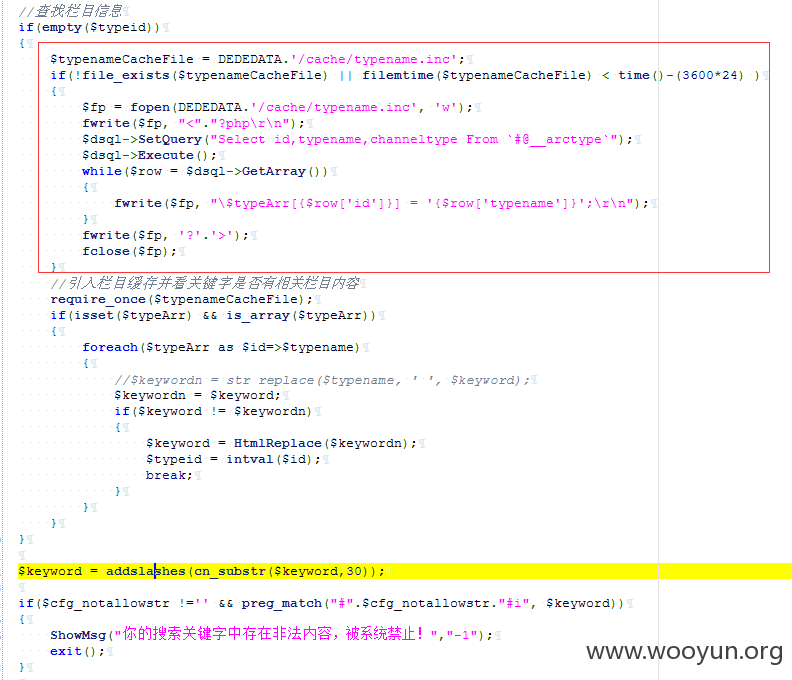 //查找栏目信息
if(empty($typeid))
{
$typenameCacheFile = DEDEDATA.'/cache/typename.inc';
if(!file_exists($typenameCacheFile) || filemtime($typenameCacheFile) < time()-(3600*24) )
{
$fp = fopen(DEDEDATA.'/cache/typename.inc', 'w');
fwrite($fp, "<"."?php\r\n");
$dsql->SetQuery("Select id,typename,channeltype From `#@__arctype`");
$dsql->Execute();
while($row = $dsql->GetArray())
{
fwrite($fp, "\$typeArr[{$row['id']}] = '{$row['typename']}';\r\n");
}
fwrite($fp, '?'.'>');
fclose($fp);
}
//引入栏目缓存并看关键字是否有相关栏目内容
require_once($typenameCacheFile);
if(isset($typeArr) && is_array($typeArr))
{
foreach($typeArr as $id=>$typename)
{
//$keywordn = str_replace($typename, ' ', $keyword);
$keywordn = $keyword;
if($keyword != $keywordn)
{
$keyword = HtmlReplace($keywordn);
$typeid = intval($id);
break;
}
}
}
}
$keyword = addslashes(cn_substr($keyword,30));
if($cfg_notallowstr !='' && preg_match("#".$cfg_notallowstr."#i", $keyword))
{
ShowMsg("你的搜索关键字中存在非法内容，被系统禁止！","-1");
exit();
}
www.wooyun.org